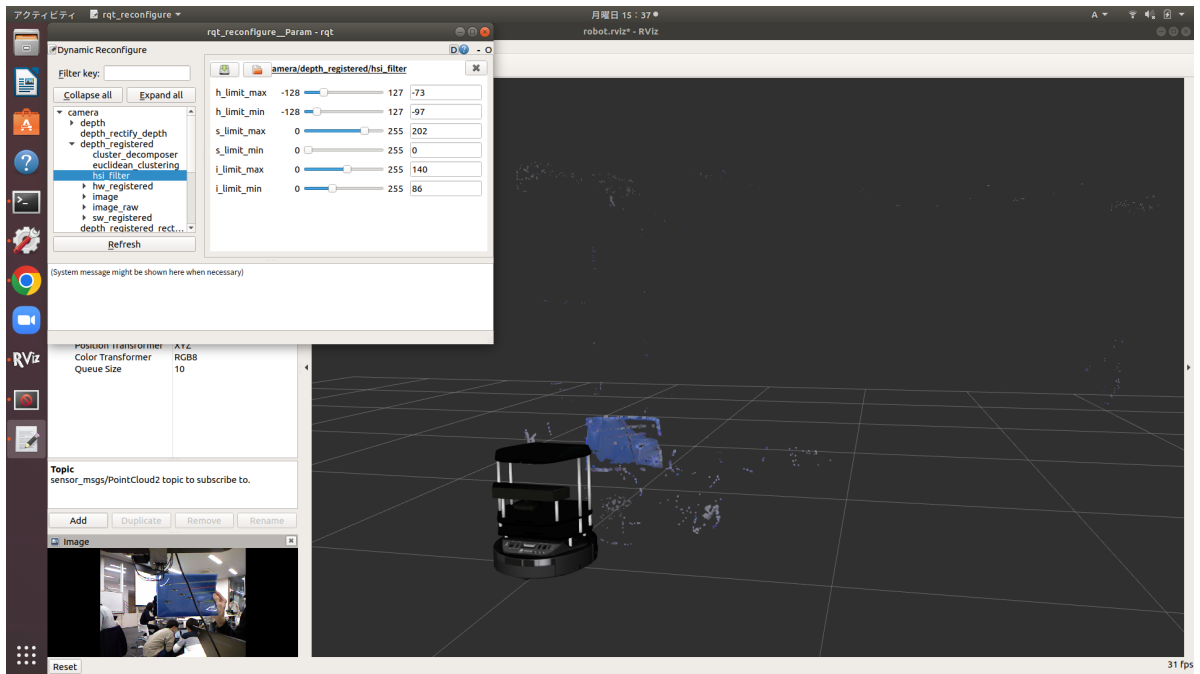 アクティビティ rqt_reconfigure ▾ 月曜日 15：37 A ▾
rqt_reconfigure__Param - rqt
robot.rviz* - RViz
Dynamic Reconfigure D - O
Filter key:
Collapse all Expand all
camera
depth
depth_rectify_depth
depth_registered
cluster_decomposer
euclidean_clustering
hsi_filter
hw_registered
image
image_raw
sw_registered
depth_registered_rect...
Refresh
amera/depth_registered/hsi_filter
h_limit_max -128 127 -73
h_limit_min -128 127 -97
s_limit_max 0 255 202
s_limit_min 0 255 0
i_limit_max 0 255 140
i_limit_min 0 255 86
(System message might be shown here when necessary)
Position Transformer XYZ
Color Transformer RGB8
Queue Size 10
RViz
Topic
sensor_msgs/PointCloud2 topic to subscribe to.
Add Duplicate Remove Rename
Image
Reset
31 fps